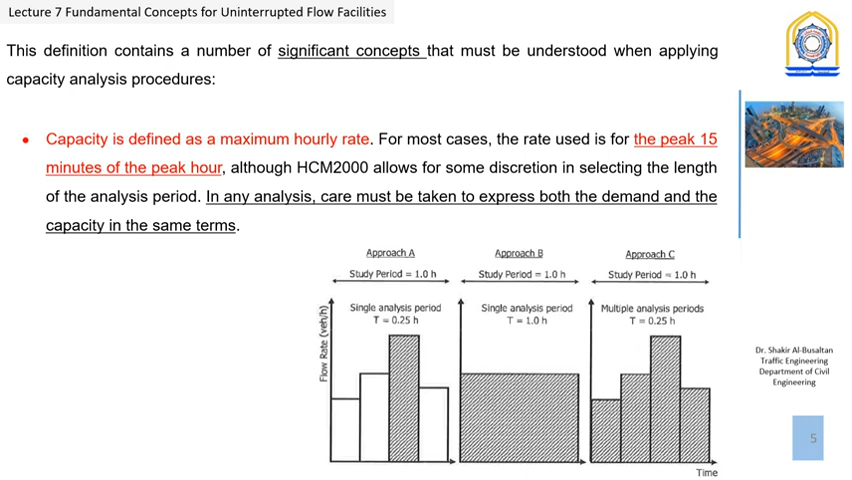 Lecture 7 Fundamental Concepts for Uninterrupted Flow Facilities
This definition contains a number of significant concepts that must be understood when applying
capacity analysis procedures:
• Capacity is defined as a maximum hourly rate. For most cases, the rate used is for the peak 15
minutes of the peak hour, although HCM2000 allows for some discretion in selecting the length
of the analysis period. In any analysis, care must be taken to express both the demand and the
capacity in the same terms.
Approach A
Study Period = 1.0 h
Single analysis period
T = 0.25 h
Approach B
Study Period = 1.0 h
Single analysis period
T = 1.0 h
Approach C
Study Period = 1.0 h
Multiple analysis periods
T = 0.25 h
Flow Rate (veh/h)
Time
Dr. Shakir Al-Busaltan
Traffic Engineering
Department of Civil
Engineering
5